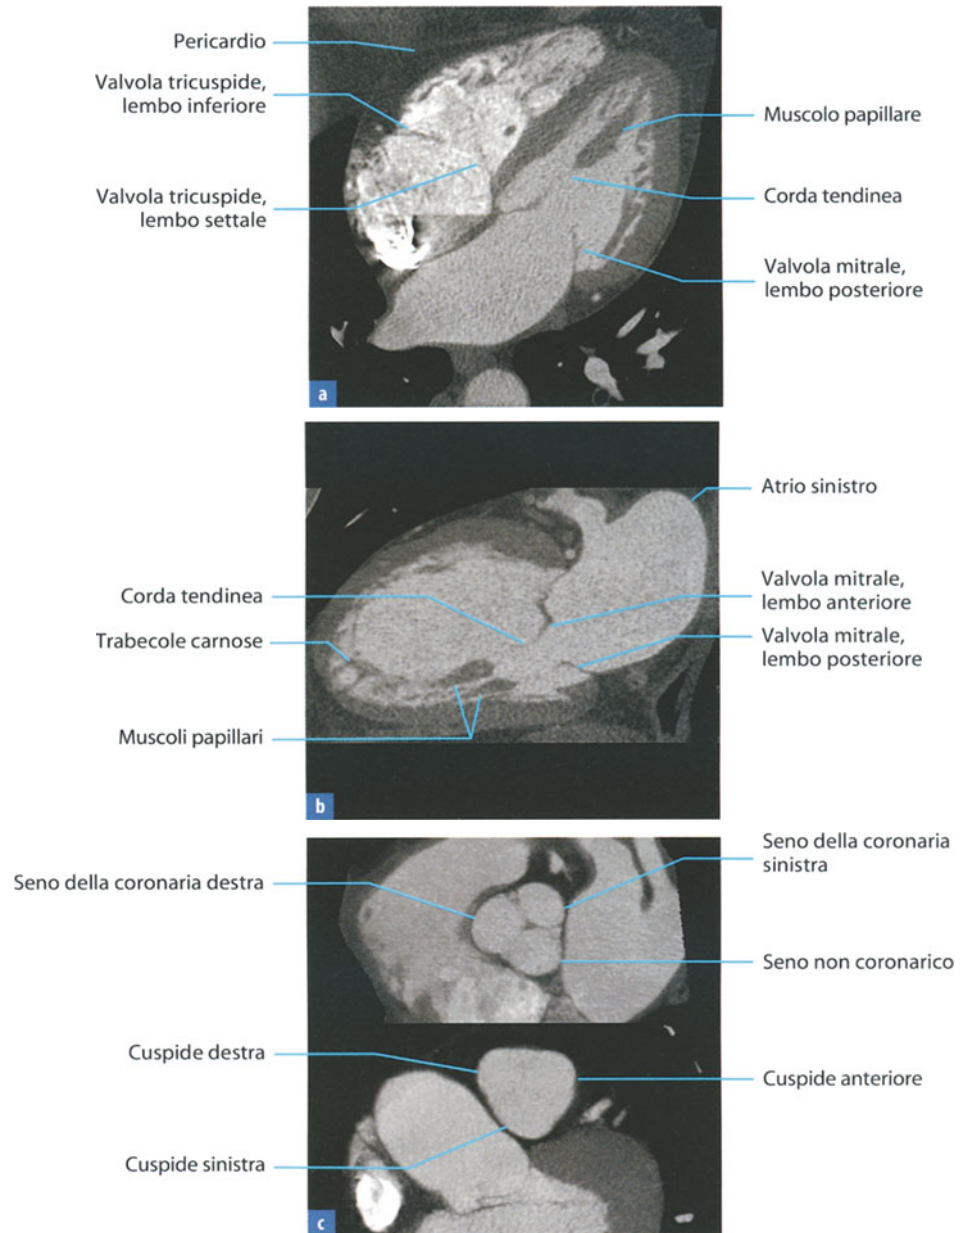 Pericardio
Valvola tricuspide,
lembo inferiore
Valvola tricuspide,
lembo settale
Muscolo papillare
Corda tendinea
Valvola mitrale,
lembo posteriore
a
Corda tendinea
Trabecole carnose
Muscoli papillari
Atrio sinistro
Valvola mitrale,
lembo anteriore
Valvola mitrale,
lembo posteriore
b
Seno della coronaria destra
Seno della coronaria
sinistra
Seno non coronarico
Cuspide destra
Cuspide sinistra
Cuspide anteriore
c